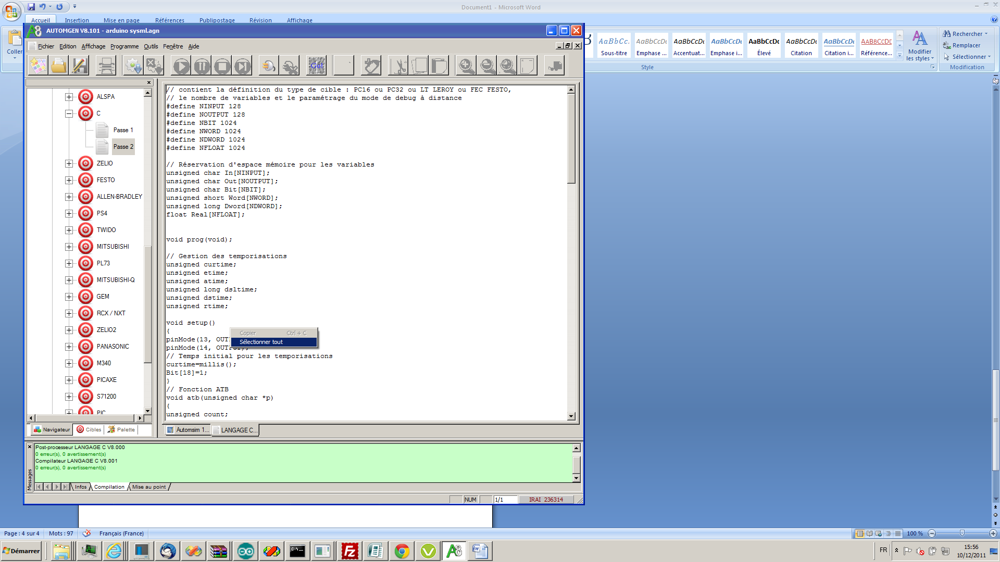 Document1 - Microsoft Word
Accueil Insertion Mise en page Références Publipostage Révision Affichage
Coller
AaBbCc. AaBbCcDc AaBbCcDc AaBbCcDc AaBbCcDc AaBbCcDc AaBbCcDc AABBCCDE
Sous-titre Emphase ... Accentuat... Emphase i... Élevé Citation Citation i... Référence...
Modifier les styles
Rechercher
Remplacer
Sélectionner
Style
Modification
AUTOMGEN V8.101 - arduino sysml.agn
Fichier Edition Affichage Programme Outils Fenêtre Aide
Go!
ALSPA
C
Passe 1
Passe 2
ZELIO
FESTO
ALLEN-BRADLEY
PS4
TWIDO
MITSUBISHI
PL73
MITSUBISHI-Q
GEM
RCX / NXT
ZELIO2
PANASONIC
M340
PICAXE
S71200
PIC
Navigateur Cibles Palette
// contient la définition du type de cible : PC16 ou PC32 ou LT LEROY ou FEC FESTO,
// le nombre de variables et le paramétrage du mode de debug à distance
#define NINPUT 128
#define NOUTPUT 128
#define NBIT 1024
#define NWORD 1024
#define NDWORD 1024
#define NFLOAT 1024
// Réservation d'espace mémoire pour les variables
unsigned char In[NINPUT];
unsigned char Out[NOUTPUT];
unsigned char Bit[NBIT];
unsigned short Word[NWORD];
unsigned long Dword[NDWORD];
float Real[NFLOAT];
void prog(void);
// Gestion des temporisations
unsigned curtime;
unsigned etime;
unsigned atime;
unsigned long dsltime;
unsigned dstime;
unsigned rtime;
void setup()
{
pinMode(13, OUT
pinMode(14, OUTPUT);
// Temps initial pour les temporisations
curtime=millis();
Bit[18]=1;
}
// Fonction ATB
void atb(unsigned char *p)
{
unsigned count;
Copier Ctrl + C
Sélectionner tout
Automsim 1... LANGAGE C...
Messages
Post-processeur LANGAGE C V8.000
0 erreur(s), 0 avertissement(s)
Compilateur LANGAGE C V8.001
0 erreur(s), 0 avertissement(s)
Infos Compilation Mise au point
NUM 1/1 IRAI 236314
Page : 4 sur 4 Mots : 97 Français (France)
100 %
Démarrer
FR
15:56
10/12/2011